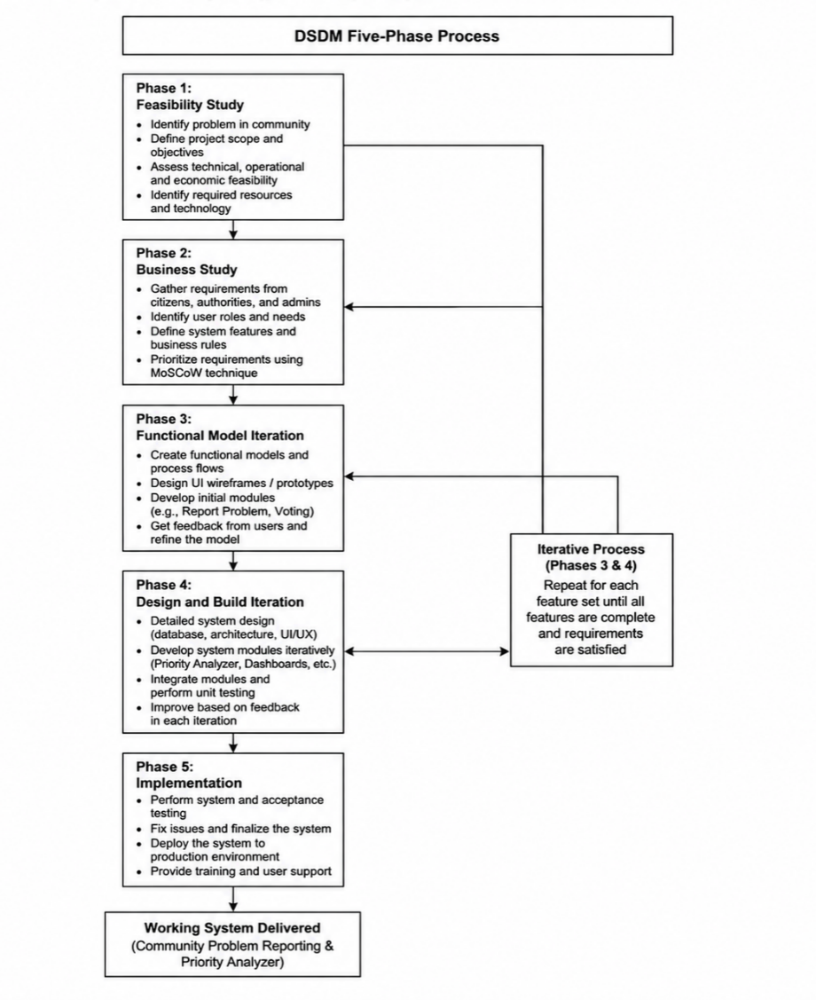 DSDM Five-Phase Process
Phase 1:
Feasibility Study
• Identify problem in community
• Define project scope and
objectives
• Assess technical, operational
and economic feasibility
• Identify required resources
and technology
Phase 2:
Business Study
• Gather requirements from
citizens, authorities, and admins
• Identify user roles and needs
• Define system features and
business rules
• Prioritize requirements using
MoSCoW technique
Phase 3:
Functional Model Iteration
• Create functional models and
process flows
• Design UI wireframes / prototypes
• Develop initial modules
(e.g., Report Problem, Voting)
• Get feedback from users and
refine the model
Iterative Process
(Phases 3 & 4)
Repeat for each
feature set until all
features are complete
and requirements
are satisfied
Phase 4:
Design and Build Iteration
• Detailed system design
(database, architecture, UI/UX)
• Develop system modules iteratively
(Priority Analyzer, Dashboards, etc.)
• Integrate modules and
perform unit testing
• Improve based on feedback
in each iteration
Phase 5:
Implementation
• Perform system and acceptance
testing
• Fix issues and finalize the system
• Deploy the system to
production environment
• Provide training and user support
Working System Delivered
(Community Problem Reporting &
Priority Analyzer)